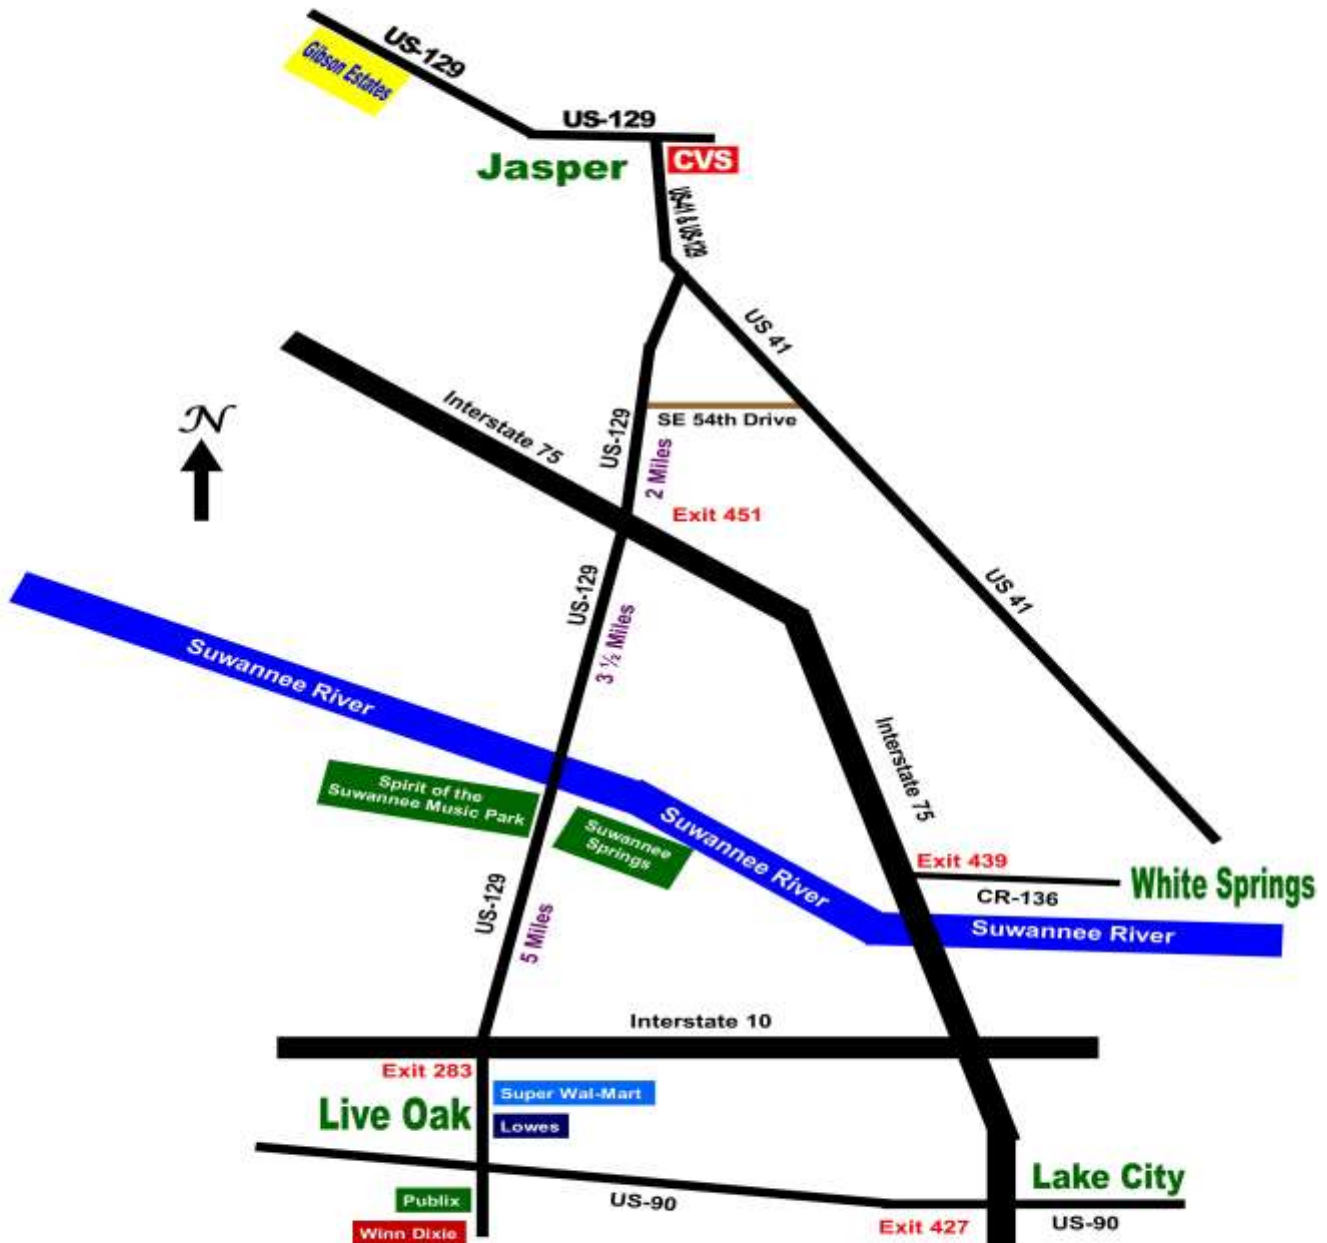 US-129
Gibson Estates
US-129
Jasper
CVS
US-41 & US-129
US 41
Interstate 75
N
SE 54th Drive
US-129
2 Miles
Exit 451
US-129
US 41
3 ½ Miles
Suwannee River
Interstate 75
Spirit of the
Suwannee Music Park
Suwannee
Springs
Suwannee River
Exit 439
White Springs
CR-136
US-129
5 Miles
Suwannee River
Interstate 10
Exit 283
Super Wal-Mart
Live Oak
Lowes
Lake City
Publix
US-90
Exit 427
US-90
Winn Dixie